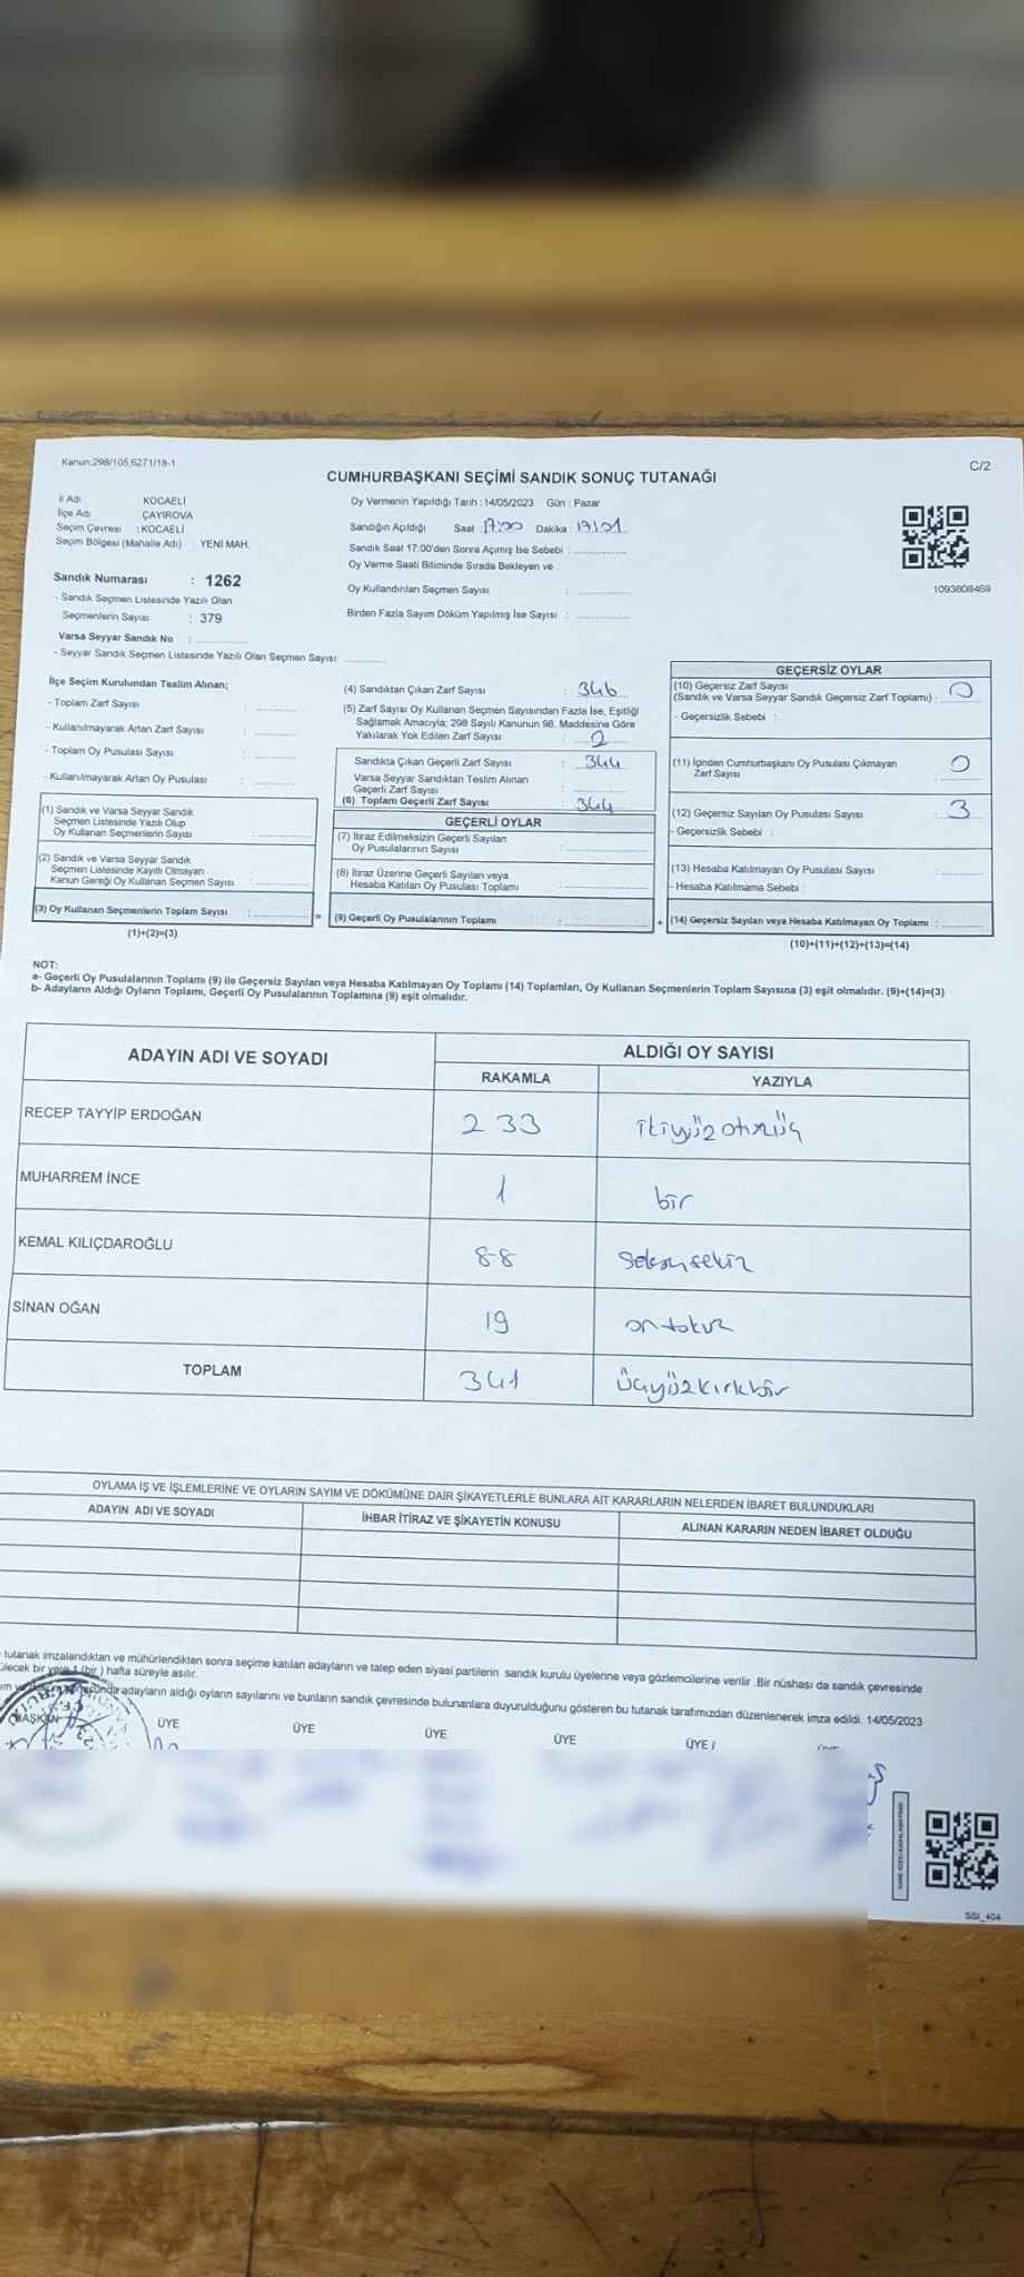 Kanun:298/105,6271/18-1
C/2
CUMHURBAŞKANI SEÇİMİ SANDIK SONUÇ TUTANAĞI
İl Adı KOCAELİ
İlçe Adı ÇAYIROVA
Seçim Çevresi : KOCAELİ
Seçim Bölgesi (Mahalle Adı) : YENİ MAH.
Oy Vermenin Yapıldığı Tarih : 14/05/2023 Gün : Pazar
Sandığın Açıldığı Saat : 17:00 Dakika :
Sandık Saat 17:00'den Sonra Açımış İse Sebebi :
Oy Verme Saati Bitiminde Sırada Bekleyen ve
Oy Kullandırılan Seçmen Sayısı :
Birden Fazla Sayım Döküm Yapılmış İse Sayısı :
1093808469
Sandık Numarası : 1262
- Sandık Seçmen Listesinde Yazılı Olan
Seçmenlerin Sayısı : 379
Varsa Seyyar Sandık No :
- Seyyar Sandık Seçmen Listesinde Yazılı Olan Seçmen Sayısı
İlçe Seçim Kurulundan Teslim Alınan;
- Toplam Zarf Sayısı :
- Kullanılmayarak Artan Zarf Sayısı :
- Toplam Oy Pusulası Sayısı :
- Kullanılmayarak Artan Oy Pusulası :
(1) Sandık ve Varsa Seyyar Sandık
Seçmen Listesinde Yazılı Olup
Oy Kullanan Seçmenlerin Sayısı :
(2) Sandık ve Varsa Seyyar Sandık
Seçmen Listesinde Kayıtlı Olmayan
Kanun Gereği Oy Kullanan Seçmen Sayısı :
(3) Oy Kullanan Seçmenlerin Toplam Sayısı :
(1)+(2)=(3)
(4) Sandıktan Çıkan Zarf Sayısı : 346
(5) Zarf Sayısı Oy Kullanan Seçmen Sayısından Fazla İse, Eşitliği
Sağlamak Amacıyla; 298 Sayılı Kanunun 98. Maddesine Göre
Yakılarak Yok Edilen Zarf Sayısı : 2
Sandıkta Çıkan Geçerli Zarf Sayısı : 344
Varsa Seyyar Sandıktan Teslim Alınan
Geçerli Zarf Sayısı :
(6) Toplam Geçerli Zarf Sayısı : 344
GEÇERLİ OYLAR
(7) İtiraz Edilmeksizin Geçerli Sayılan
Oy Pusulalarının Sayısı :
(8) İtiraz Üzerine Geçerli Sayılan veya
Hesaba Katılan Oy Pusulası Toplamı :
= (9) Geçerli Oy Pusulalarının Toplamı :
GEÇERSİZ OYLAR
(10) Geçersiz Zarf Sayısı
(Sandık ve Varsa Seyyar Sandık Geçersiz Zarf Toplamı) : 0
- Geçersizlik Sebebi :
(11) İçinden Cumhurbaşkanı Oy Pusulası Çıkmayan
Zarf Sayısı : 0
(12) Geçersiz Sayılan Oy Pusulası Sayısı : 3
- Geçersizlik Sebebi :
(13) Hesaba Katılmayan Oy Pusulası Sayısı :
- Hesaba Katılmama Sebebi :
+ (14) Geçersiz Sayılan veya Hesaba Katılmayan Oy Toplamı :
(10)+(11)+(12)+(13)=(14)
NOT:
a- Geçerli Oy Pusulalarının Toplamı (9) ile Geçersiz Sayılan veya Hesaba Katılmayan Oy Toplamı (14) Toplamları, Oy Kullanan Seçmenlerin Toplam Sayısına (3) eşit olmalıdır. (9)+(14)=(3)
b- Adayların Aldığı Oyların Toplamı, Geçerli Oy Pusulalarının Toplamına (9) eşit olmalıdır.
ADAYIN ADI VE SOYADI
ALDIĞI OY SAYISI
RAKAMLA YAZIYLA
RECEP TAYYİP ERDOĞAN 233 ikiyüzotuzüç
MUHARREM İNCE 1 bir
KEMAL KILIÇDAROĞLU 88 seksensekiz
SİNAN OĞAN 19 ondokuz
TOPLAM 341 üçyüzkırkbir
OYLAMA İŞ VE İŞLEMLERİNE VE OYLARIN SAYIM VE DÖKÜMÜNE DAİR ŞİKAYETLERLE BUNLARA AİT KARARLARIN NELERDEN İBARET BULUNDUKLARI
ADAYIN ADI VE SOYADI İHBAR İTİRAZ VE ŞİKAYETİN KONUSU ALINAN KARARIN NEDEN İBARET OLDUĞU
tutanak imzalandıktan ve mühürlendikten sonra seçime katılan adayların ve talep eden siyasi partilerin sandık kurulu üyelerine veya gözlemcilerine verilir. Bir nüshası da sandık çevresinde
bir yere 1 (bir) hafta süreyle asılır.
adayların aldığı oyların sayılarını ve bunların sandık çevresinde bulunanlara duyurulduğunu gösteren bu tutanak tarafımızdan düzenlenerek imza edildi. 14/05/2023
BAŞKAN ÜYE ÜYE ÜYE ÜYE ÜYE
SSI_404